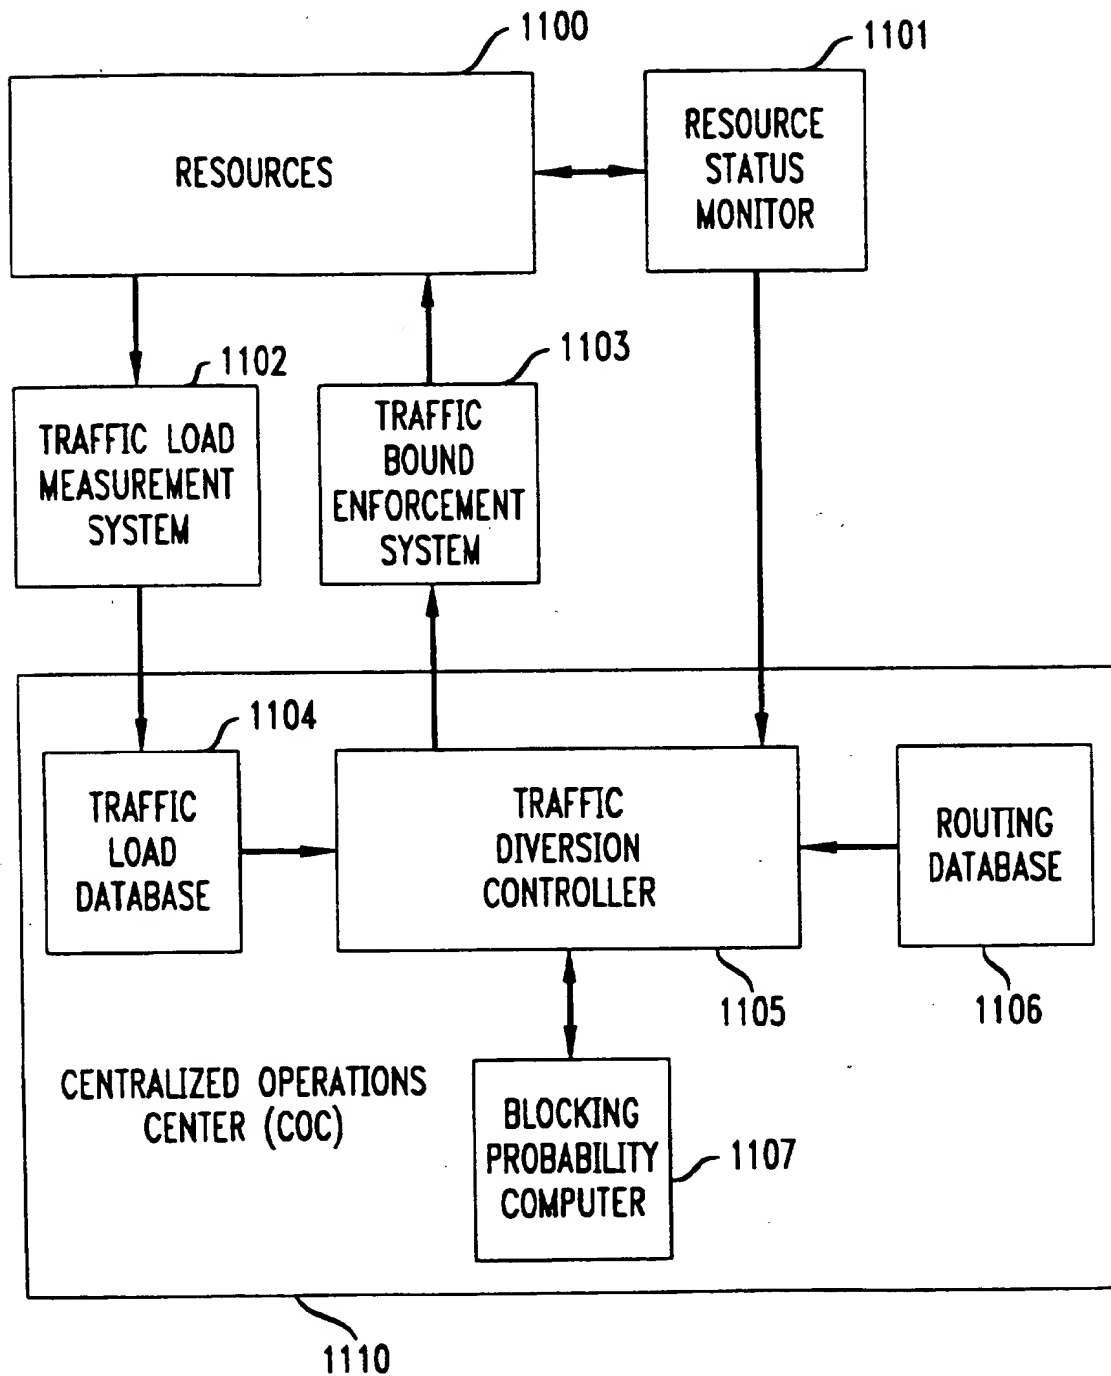 1100
1101
RESOURCES
RESOURCE
STATUS
MONITOR
1102
1103
TRAFFIC LOAD
MEASUREMENT
SYSTEM
TRAFFIC
BOUND
ENFORCEMENT
SYSTEM
1104
TRAFFIC
LOAD
DATABASE
TRAFFIC
DIVERSION
CONTROLLER
ROUTING
DATABASE
1105
1106
CENTRALIZED OPERATIONS
CENTER (COC)
BLOCKING
PROBABILITY
COMPUTER
1107
1110